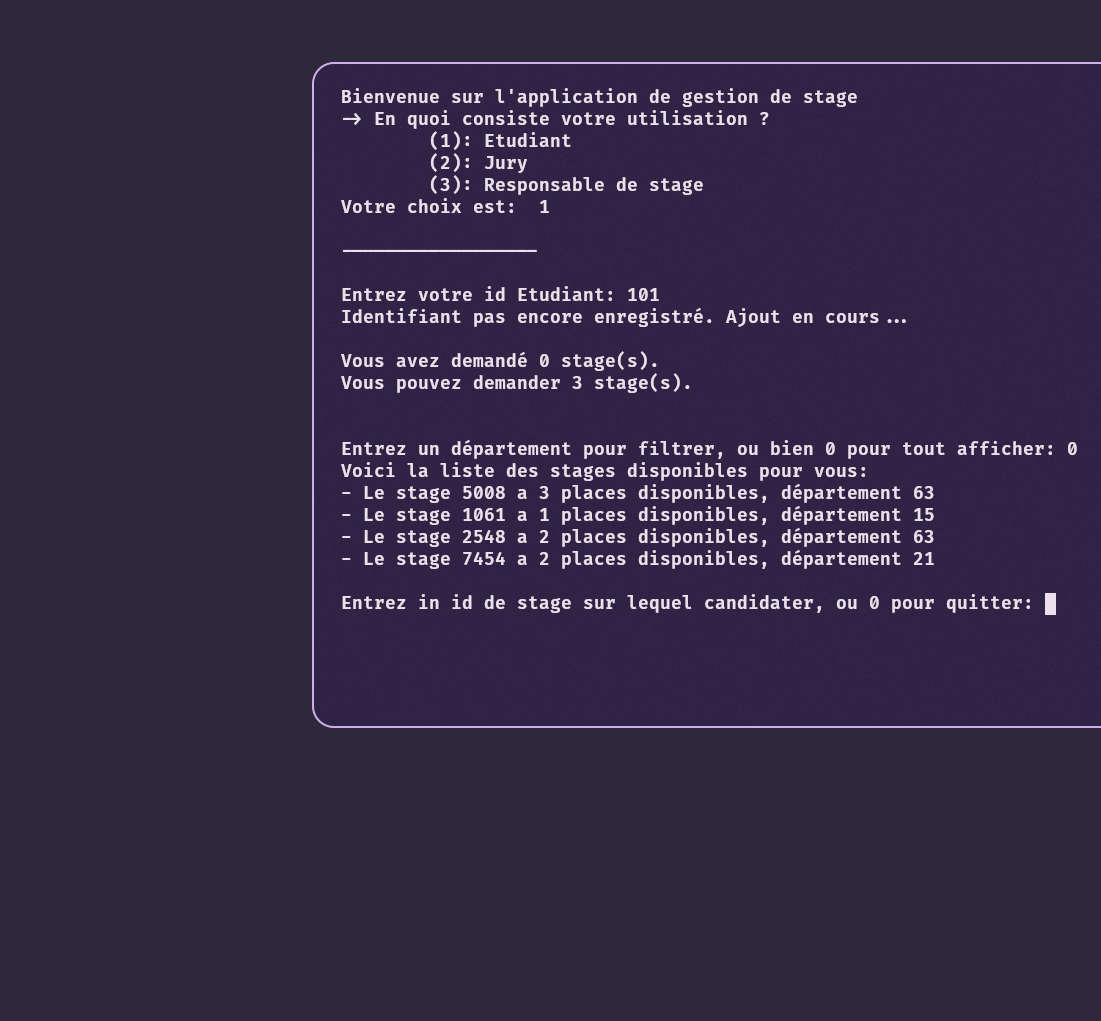 Bienvenue sur l'application de gestion de stage
-> En quoi consiste votre utilisation ?
(1): Etudiant
(2): Jury
(3): Responsable de stage
Votre choix est:  1
__________________
Entrez votre id Etudiant: 101
Identifiant pas encore enregistré. Ajout en cours...
Vous avez demandé 0 stage(s).
Vous pouvez demander 3 stage(s).
Entrez un département pour filtrer, ou bien 0 pour tout afficher: 0
Voici la liste des stages disponibles pour vous:
- Le stage 5008 a 3 places disponibles, département 63
- Le stage 1061 a 1 places disponibles, département 15
- Le stage 2548 a 2 places disponibles, département 63
- Le stage 7454 a 2 places disponibles, département 21
Entrez in id de stage sur lequel candidater, ou 0 pour quitter: